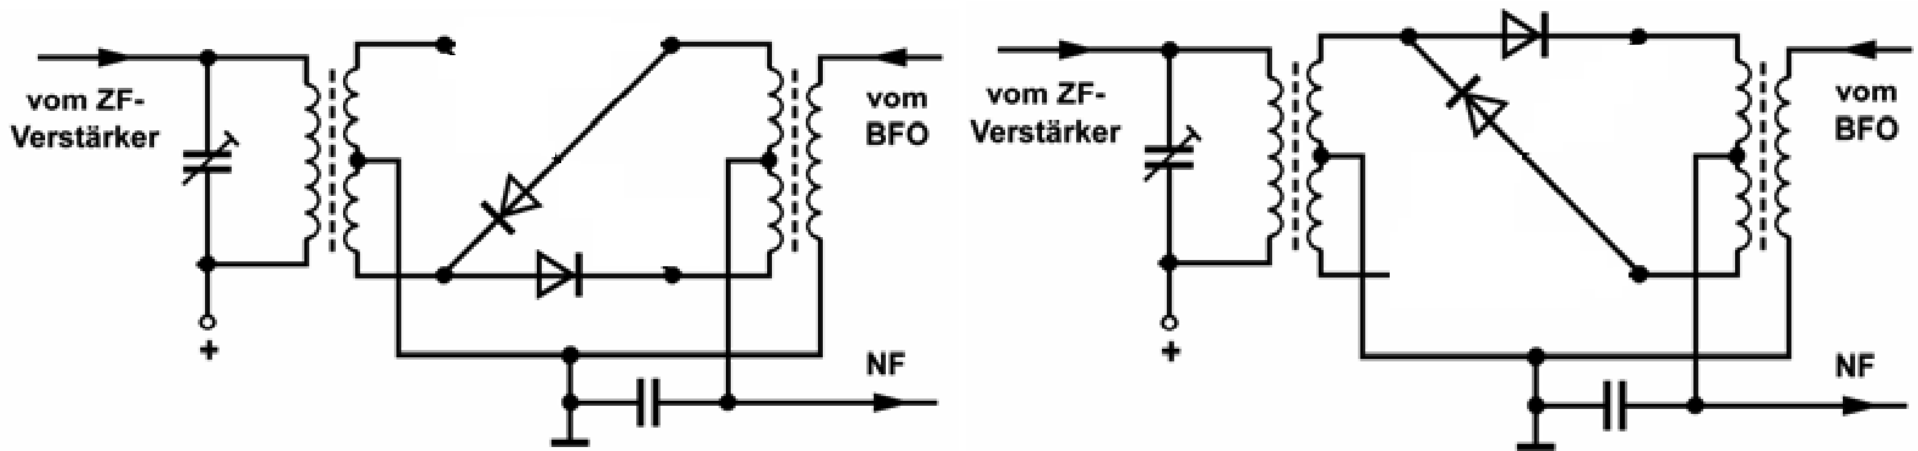 vom ZF-
Verstärker
+
vom
BFO
NF
vom ZF-
Verstärker
+
vom
BFO
NF